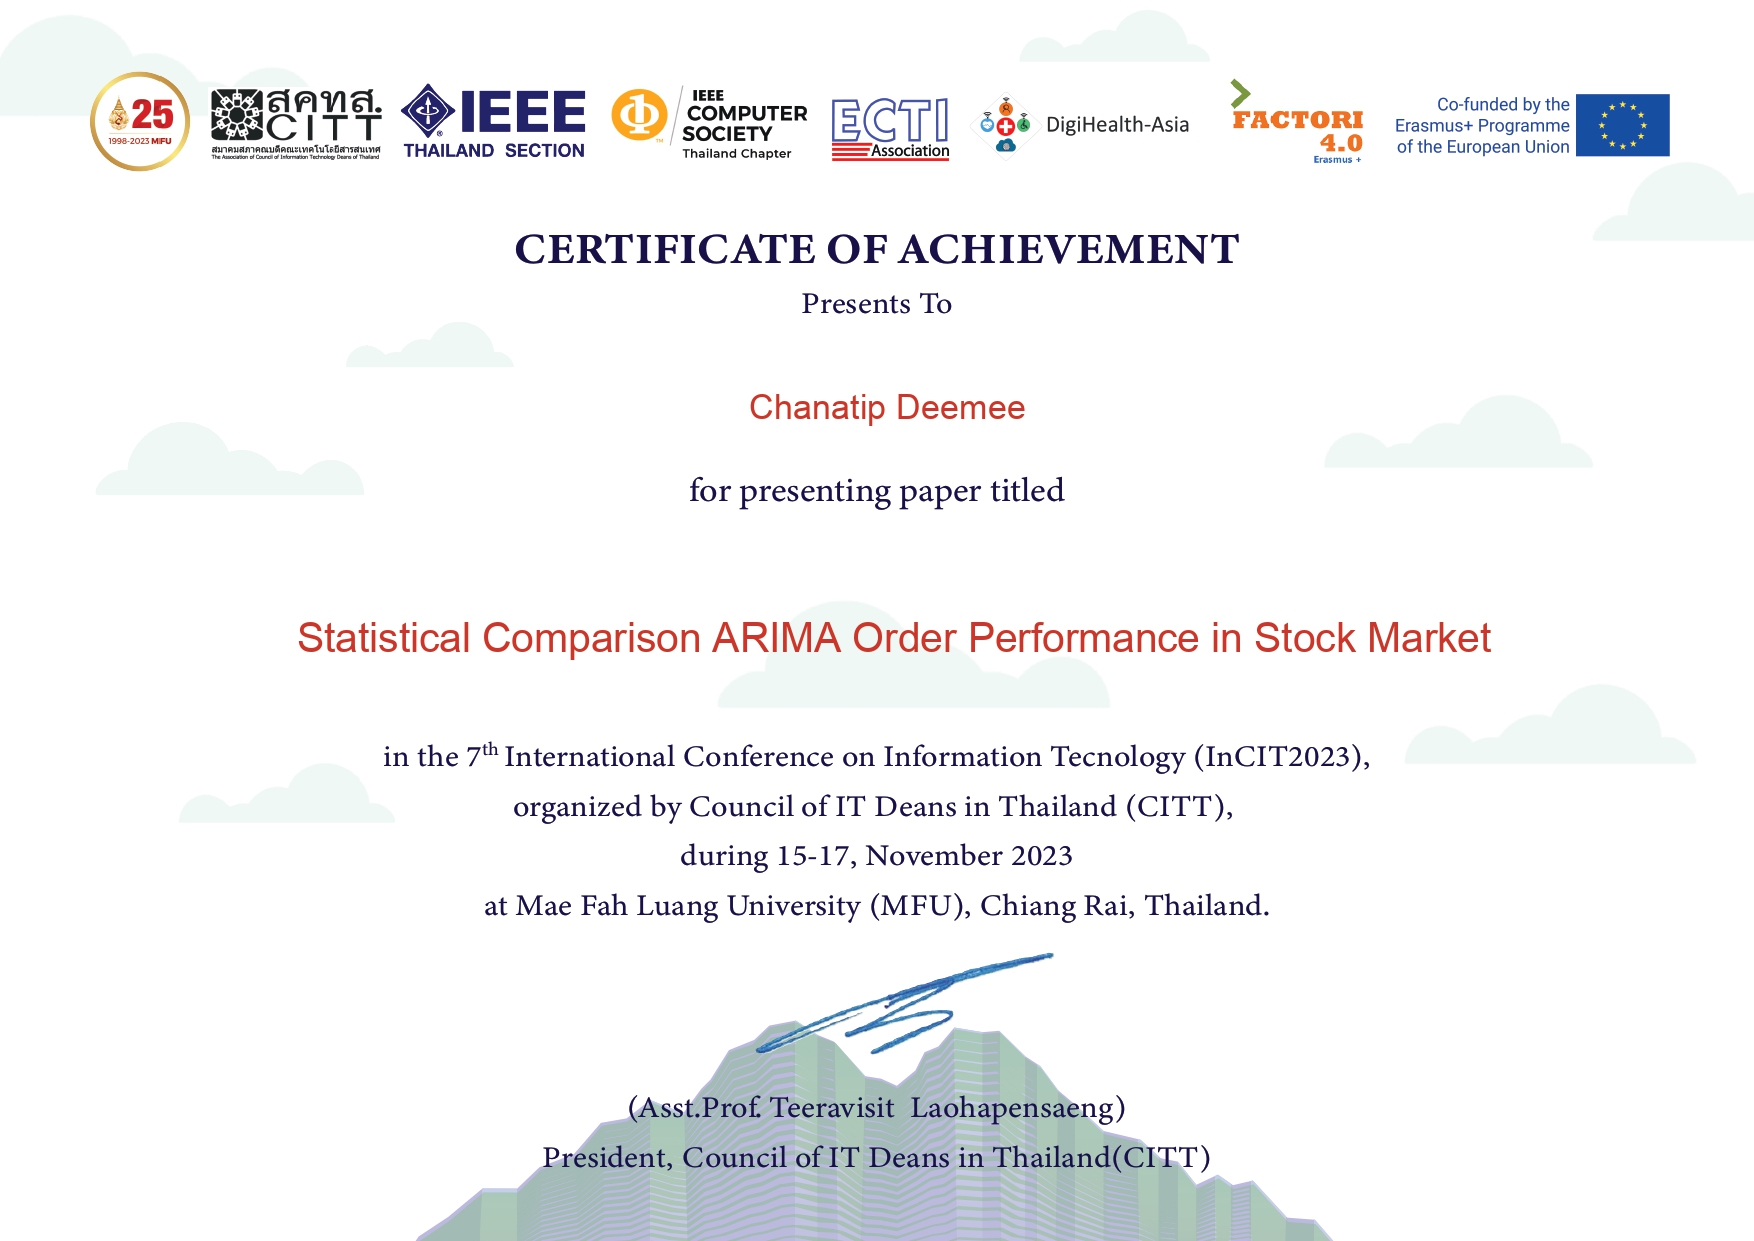 25
1998-2023 MFU
สคทส.
CITT
สมาคมสภาคณบดีคณะเทคโนโลยีสารสนเทศ
The Association of Council of Information Technology Deans of Thailand
IEEE
THAILAND SECTION
IEEE
COMPUTER
SOCIETY
Thailand Chapter
ECTI
Association
DigiHealth-Asia
FACTORI
4.0
Erasmus +
Co-funded by the
Erasmus+ Programme
of the European Union
CERTIFICATE OF ACHIEVEMENT
Presents To
Chanatip Deemee
for presenting paper titled
Statistical Comparison ARIMA Order Performance in Stock Market
in the 7th International Conference on Information Tecnology (InCIT2023),
organized by Council of IT Deans in Thailand (CITT),
during 15-17, November 2023
at Mae Fah Luang University (MFU), Chiang Rai, Thailand.
(Asst.Prof. Teeravisit Laohapensaeng)
President, Council of IT Deans in Thailand(CITT)